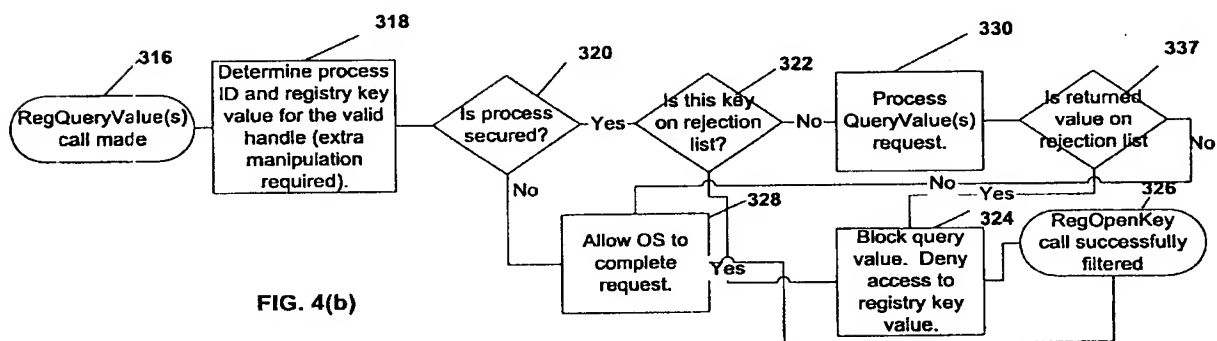 316
RegQueryValue(s)
call made
318
Determine process
ID and registry key
value for the valid
handle (extra
manipulation
required).
320
Is process
secured?
Yes
No
322
Is this key
on rejection
list?
No
Yes
330
Process
QueryValue(s)
request.
337
Is returned
value on
rejection list
No
No
Yes
328
Allow OS to
complete
request.
324
Block query
value. Deny
access to
registry key
value.
326
RegOpenKey
call successfully
filtered
FIG. 4(b)